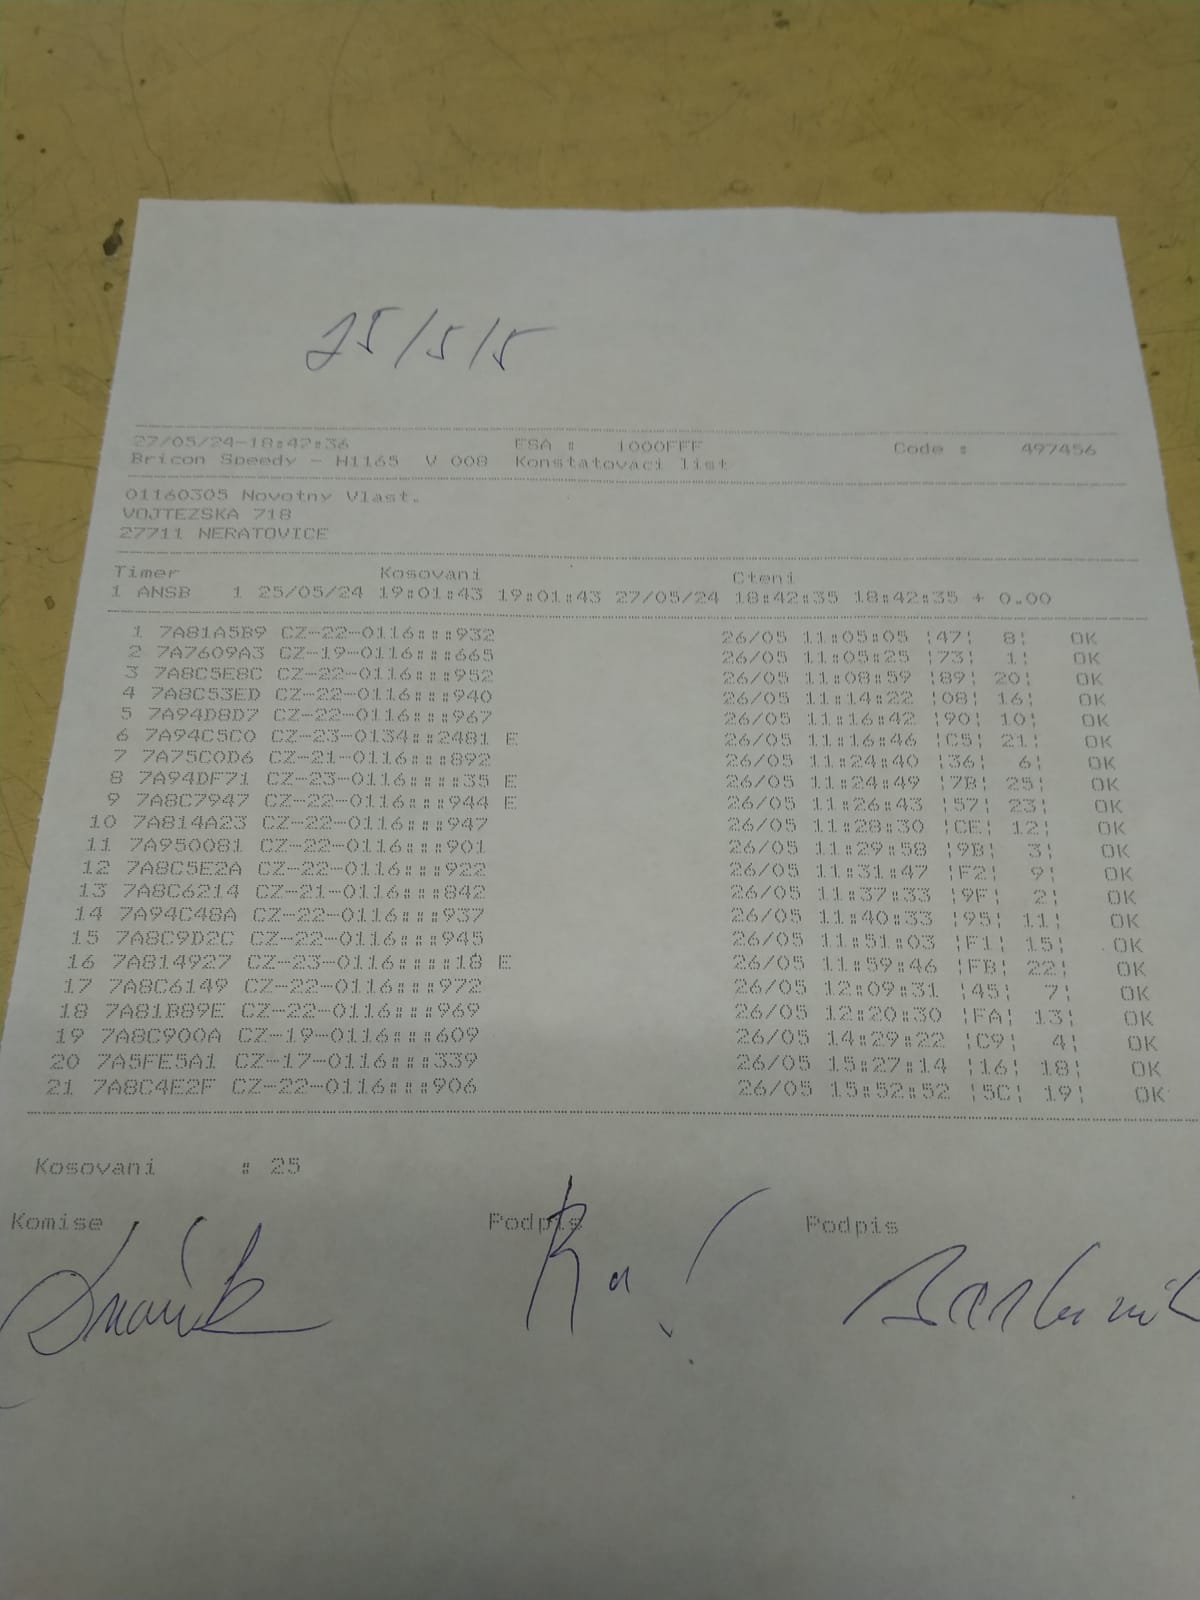 25/5/5
27/05/24-18:42:36 ESA : 1000FFF Code : 497456
Bricon Speedy - H1165 V 008 Konstatovaci list
01160305 Novotny Vlast.
VOJTEZSKA 718
27711 NERATOVICE
Timer Kosovani Cteni
1 ANSB 1 25/05/24 19:01:43 19:01:43 27/05/24 18:42:35 18:42:35 + 0.00
1 7A81A5B9 CZ-22-0116:::932 26/05 11:05:05 ¦47¦ 8¦ OK
2 7A7609A3 CZ-19-0116:::665 26/05 11:05:25 ¦73¦ 1¦ OK
3 7A8C5E8C CZ-22-0116:::952 26/05 11:08:59 ¦89¦ 20¦ OK
4 7A8C53ED CZ-22-0116:::940 26/05 11:14:22 ¦08¦ 16¦ OK
5 7A94D8D7 CZ-22-0116:::967 26/05 11:16:42 ¦90¦ 10¦ OK
6 7A94C5C0 CZ-23-0134::2481 E 26/05 11:16:46 ¦C5¦ 21¦ OK
7 7A75C0D6 CZ-21-0116:::892 26/05 11:24:40 ¦36¦ 6¦ OK
8 7A94DF71 CZ-23-0116::::35 E 26/05 11:24:49 ¦7B¦ 25¦ OK
9 7A8C7947 CZ-22-0116:::944 E 26/05 11:26:43 ¦57¦ 23¦ OK
10 7A814A23 CZ-22-0116:::947 26/05 11:28:30 ¦CE¦ 12¦ OK
11 7A950081 CZ-22-0116:::901 26/05 11:29:58 ¦9B¦ 3¦ OK
12 7A8C5E2A CZ-22-0116:::922 26/05 11:31:47 ¦F2¦ 9¦ OK
13 7A8C6214 CZ-21-0116:::842 26/05 11:37:33 ¦9F¦ 2¦ OK
14 7A94C48A CZ-22-0116:::937 26/05 11:40:33 ¦95¦ 11¦ OK
15 7A8C9D2C CZ-22-0116:::945 26/05 11:51:03 ¦F1¦ 15¦ OK
16 7A814927 CZ-23-0116::::18 E 26/05 11:59:46 ¦FB¦ 22¦ OK
17 7A8C6149 CZ-22-0116:::972 26/05 12:09:31 ¦45¦ 7¦ OK
18 7A81B89E CZ-22-0116:::969 26/05 12:20:30 ¦FA¦ 13¦ OK
19 7A8C900A CZ-19-0116:::609 26/05 14:29:22 ¦C9¦ 4¦ OK
20 7A5FE5A1 CZ-17-0116:::339 26/05 15:27:14 ¦16¦ 18¦ OK
21 7A8C4E2F CZ-22-0116:::906 26/05 15:52:52 ¦5C¦ 19¦ OK
Kosovani : 25
Komise Podpis Podpis